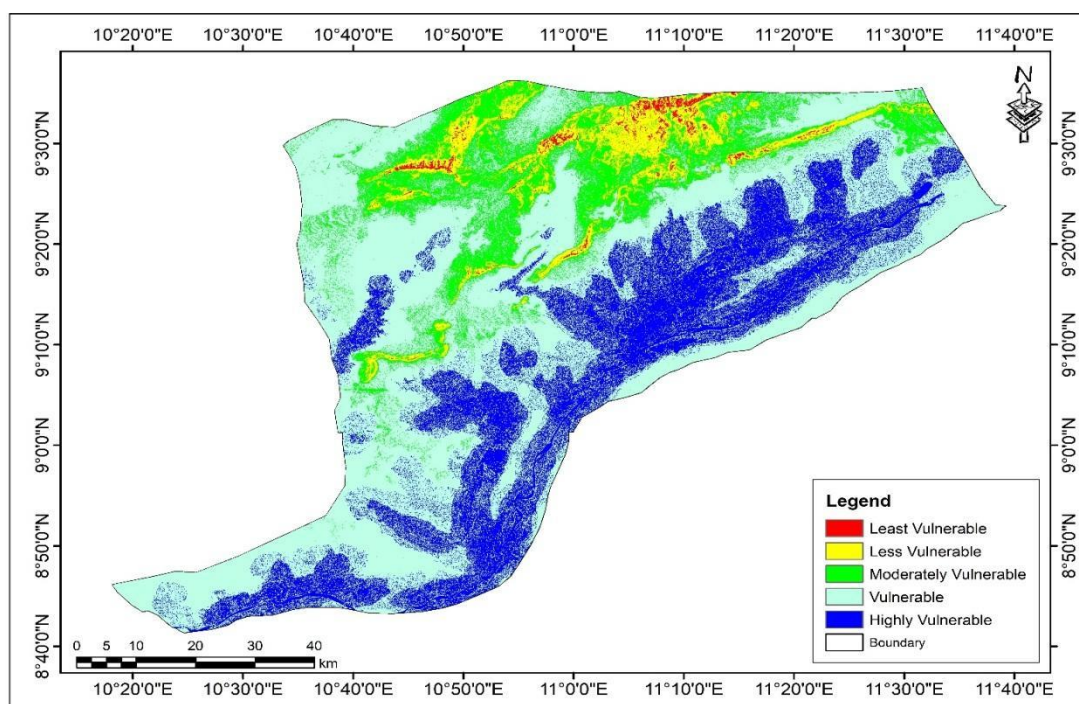 10°20'0"E 10°30'0"E 10°40'0"E 10°50'0"E 11°0'0"E 11°10'0"E 11°20'0"E 11°30'0"E 11°40'0"E
N
9°30'0"N 9°30'0"N
9°20'0"N 9°20'0"N
9°10'0"N 9°10'0"N
9°0'0"N 9°0'0"N
8°50'0"N 8°50'0"N
8°40'0"N 8°40'0"N
Legend
Least Vulnerable
Less Vulnerable
Moderately Vulnerable
Vulnerable
Highly Vulnerable
Boundary
0 5 10 20 30 40
km
10°20'0"E 10°30'0"E 10°40'0"E 10°50'0"E 11°0'0"E 11°10'0"E 11°20'0"E 11°30'0"E 11°40'0"E